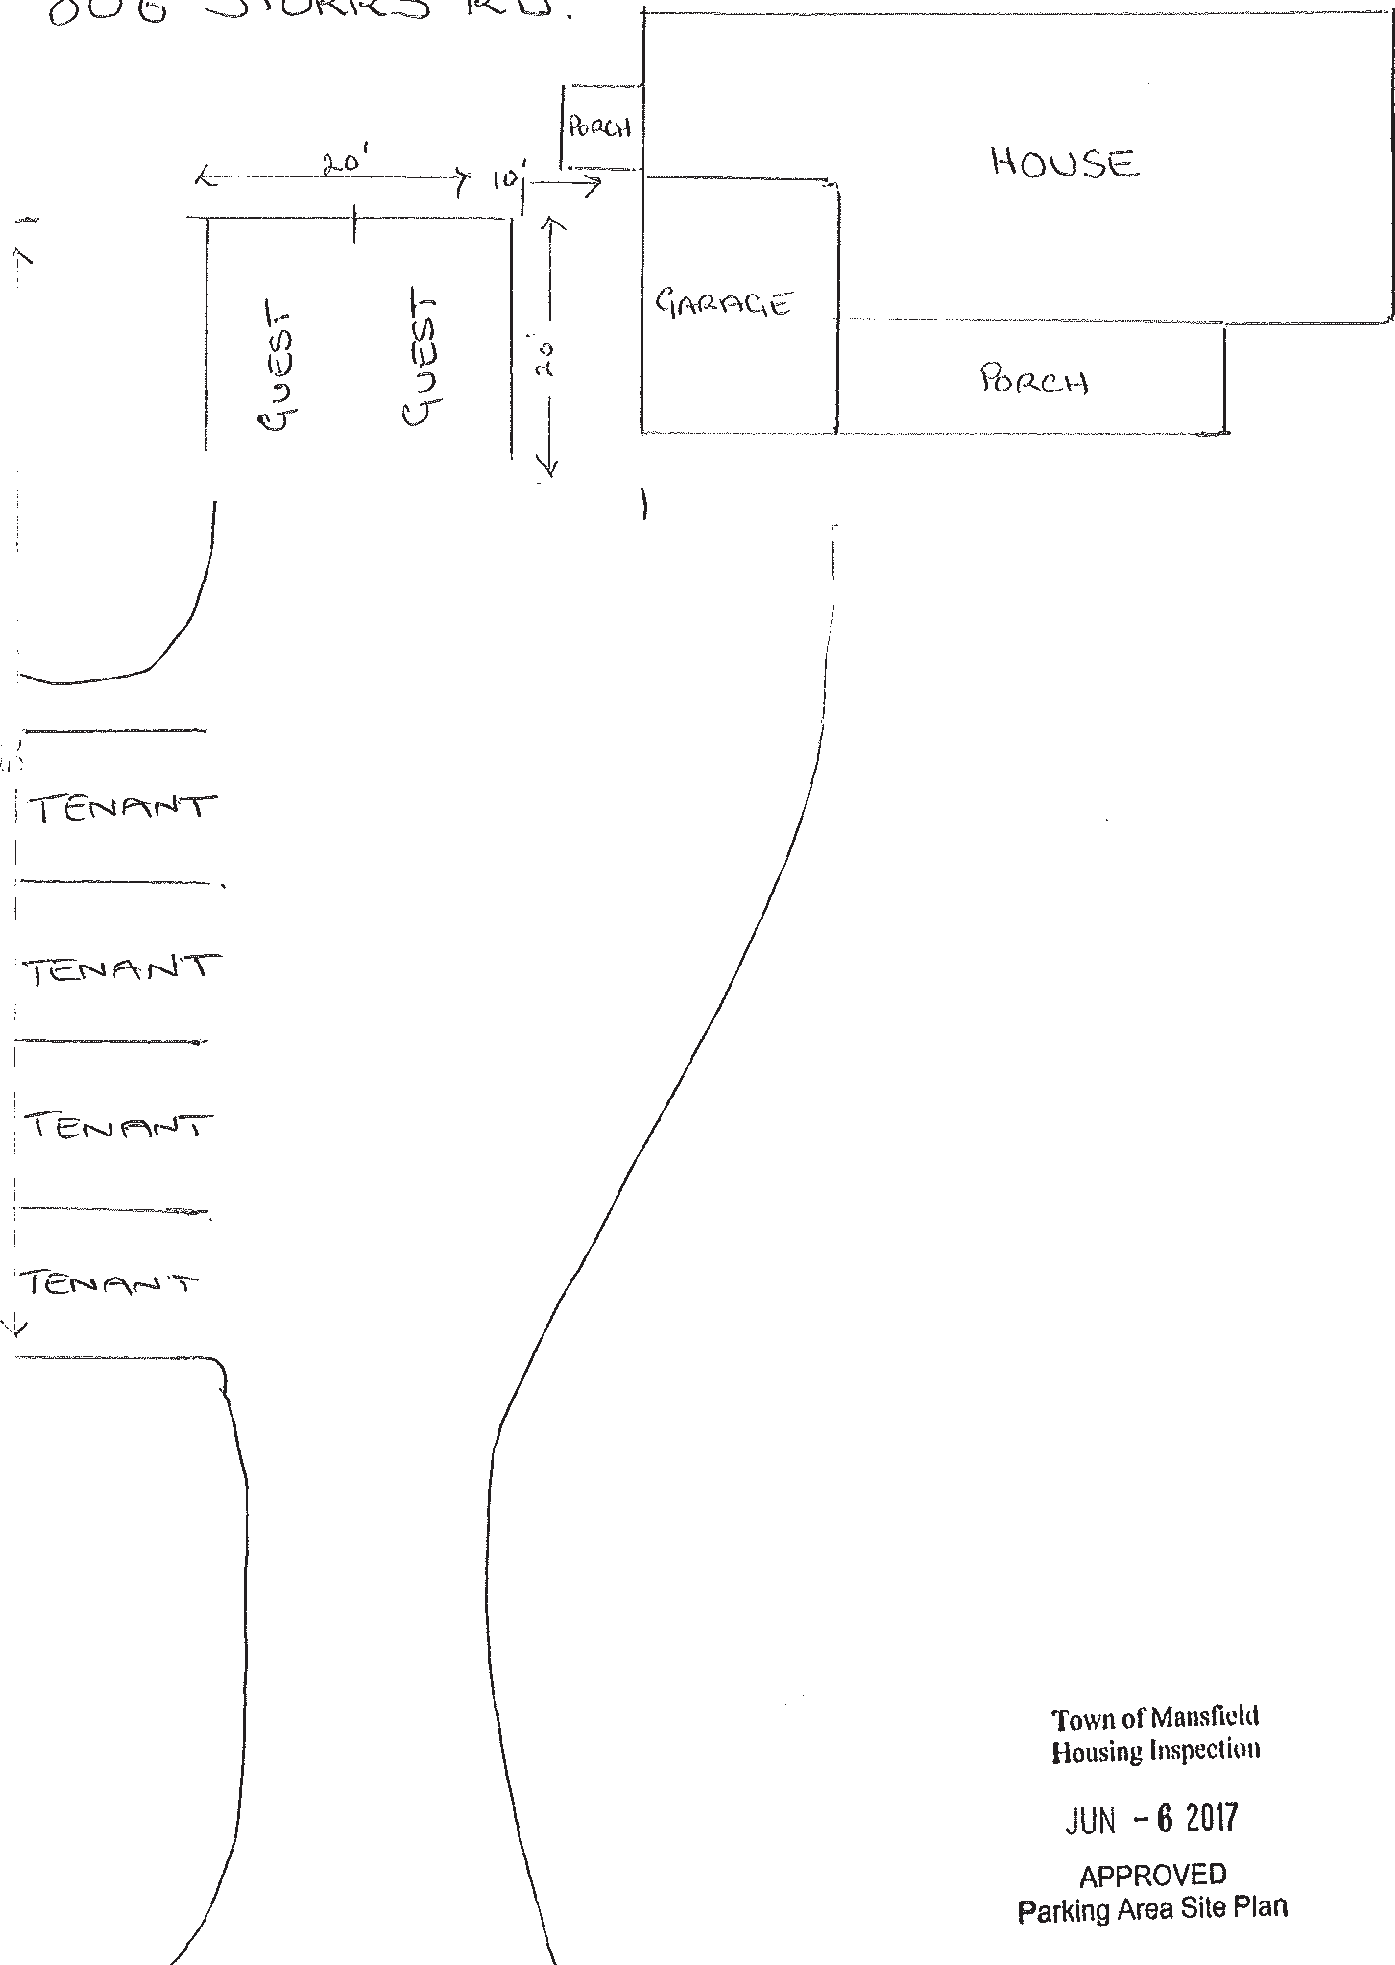 STORRS RD.
PORCH
HOUSE
20'
10'
GARAGE
GUEST
GUEST
20'
PORCH
TENANT
TENANT
TENANT
TENANT
Town of Mansfield
Housing Inspection
JUN - 6 2017
APPROVED
Parking Area Site Plan